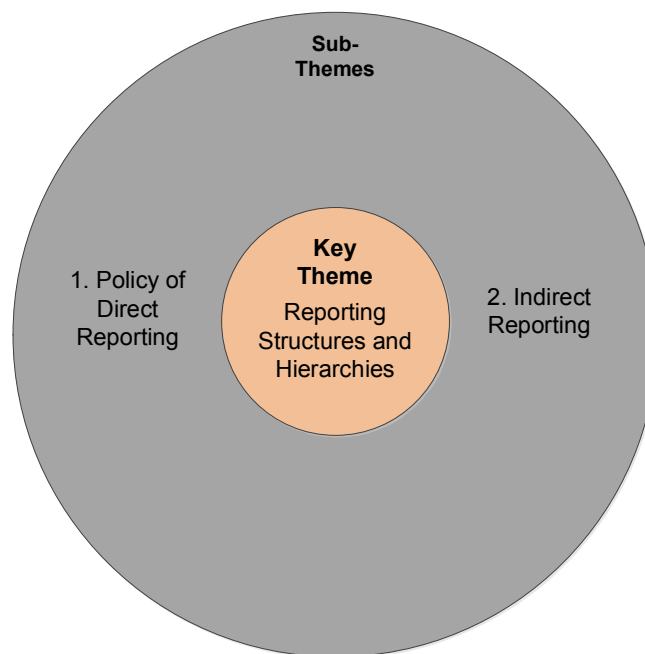 Sub-
Themes
Key
Theme
Reporting
Structures and
Hierarchies
1. Policy of
Direct
Reporting
2. Indirect
Reporting